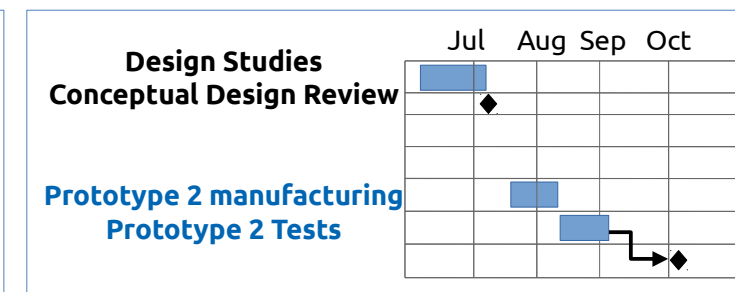 Jul Aug Sep Oct
Design Studies
Conceptual Design Review
Prototype 2 manufacturing
Prototype 2 Tests